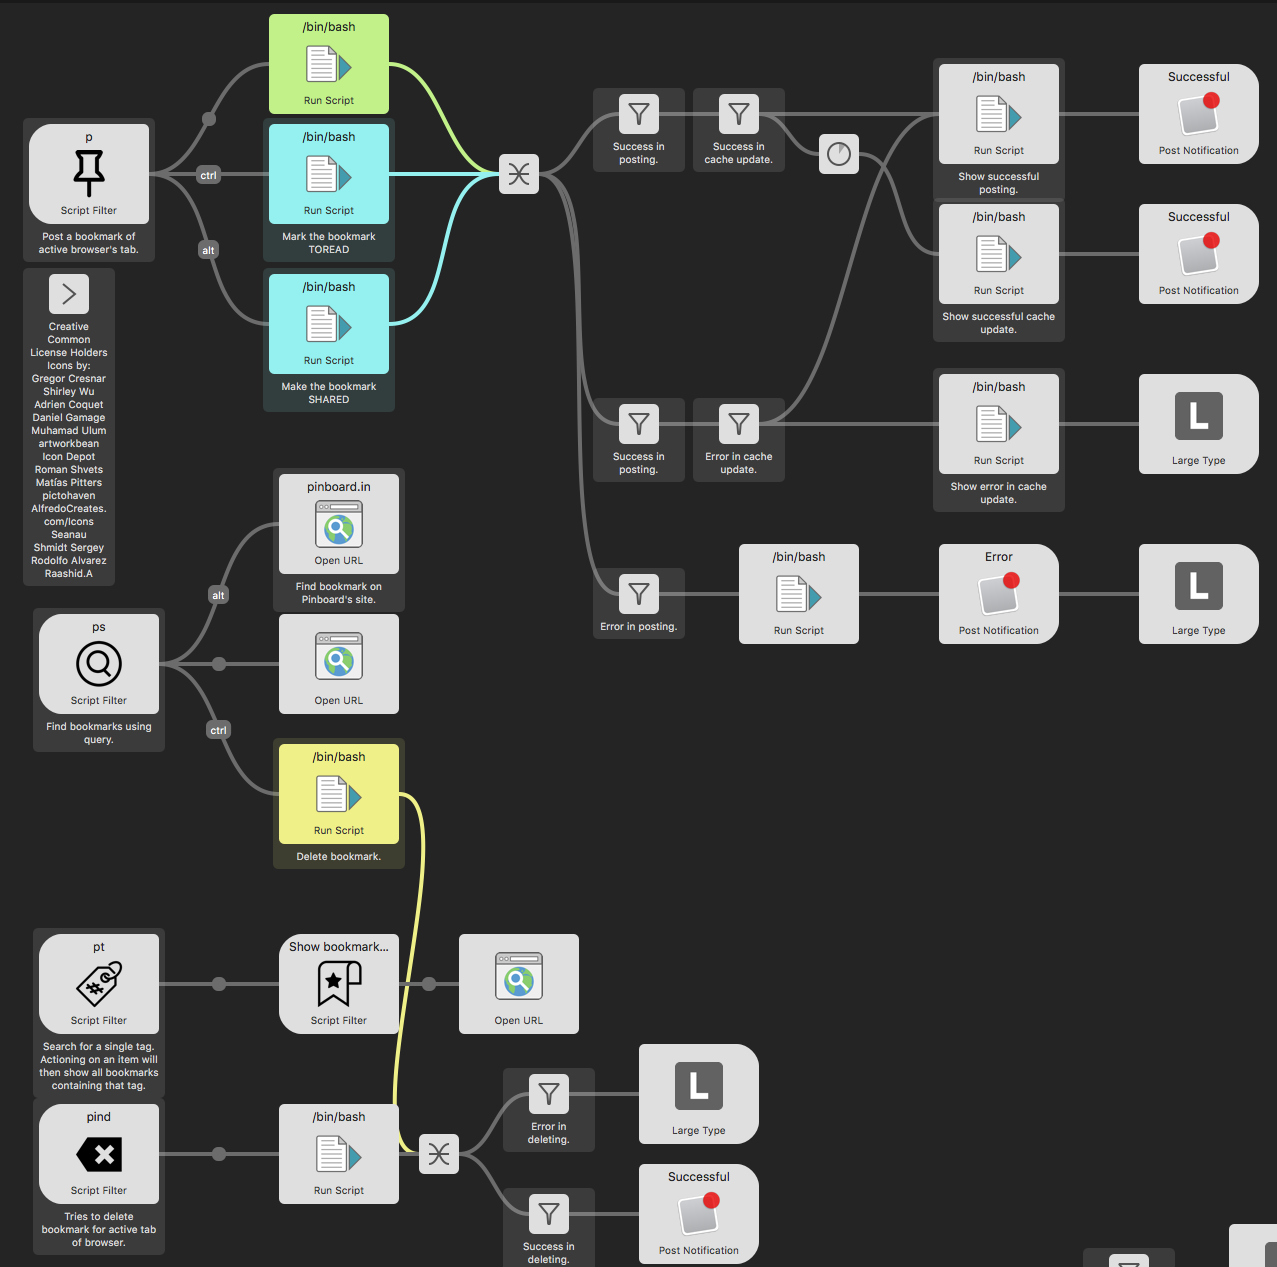 /bin/bash
Run Script
p
Script Filter
Post a bookmark of
active browser's tab.
ctrl
alt
/bin/bash
Run Script
Mark the bookmark
TOREAD
/bin/bash
Run Script
Make the bookmark
SHARED
Creative
Common
License Holders
Icons by:
Gregor Cresnar
Shirley Wu
Adrien Coquet
Daniel Gamage
Muhamad Ulum
artworkbean
Icon Depot
Roman Shvets
Matías Pitters
pictohaven
AlfredoCreates.
com/Icons
Seanau
Shmidt Sergey
Rodolfo Alvarez
Raashid.A
Success in
posting.
Success in
cache update.
/bin/bash
Run Script
Show successful
posting.
Successful
Post Notification
/bin/bash
Run Script
Show successful cache
update.
Successful
Post Notification
Success in
posting.
Error in cache
update.
/bin/bash
Run Script
Show error in cache
update.
L
Large Type
Error in posting.
/bin/bash
Run Script
Error
Post Notification
L
Large Type
pinboard.in
Open URL
Find bookmark on
Pinboard's site.
alt
ps
Script Filter
Find bookmarks using
query.
Open URL
ctrl
/bin/bash
Run Script
Delete bookmark.
pt
Script Filter
Search for a single tag.
Actioning on an item will
then show all bookmarks
containing that tag.
Show bookmark...
Script Filter
Open URL
pind
Script Filter
Tries to delete
bookmark for active tab
of browser.
/bin/bash
Run Script
Error in
deleting.
L
Large Type
Success in
deleting.
Successful
Post Notification